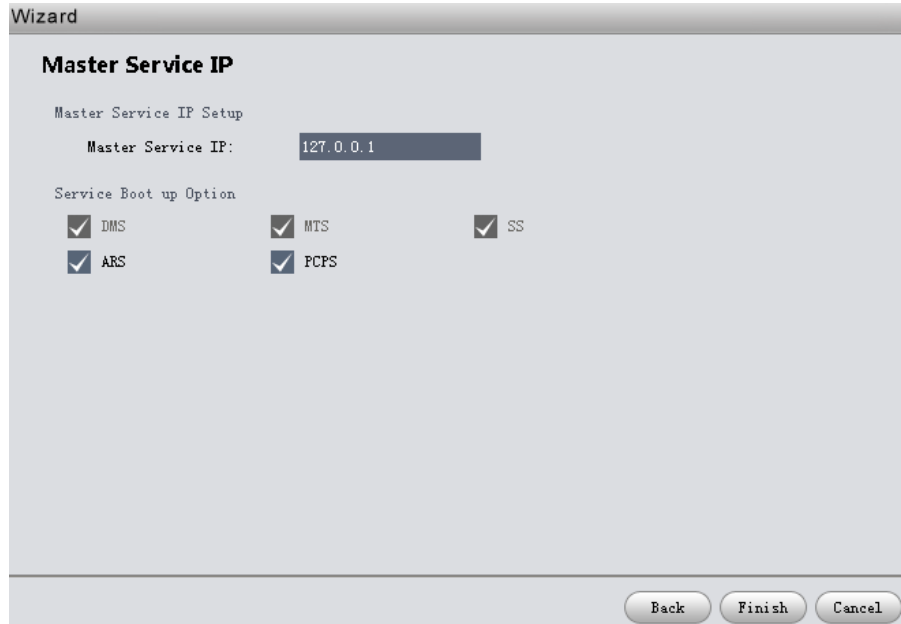 Wizard
Master Service IP
Master Service IP Setup
Master Service IP: 127.0.0.1
Service Boot up Option
DMS MTS SS
ARS PCPS
Back Finish Cancel